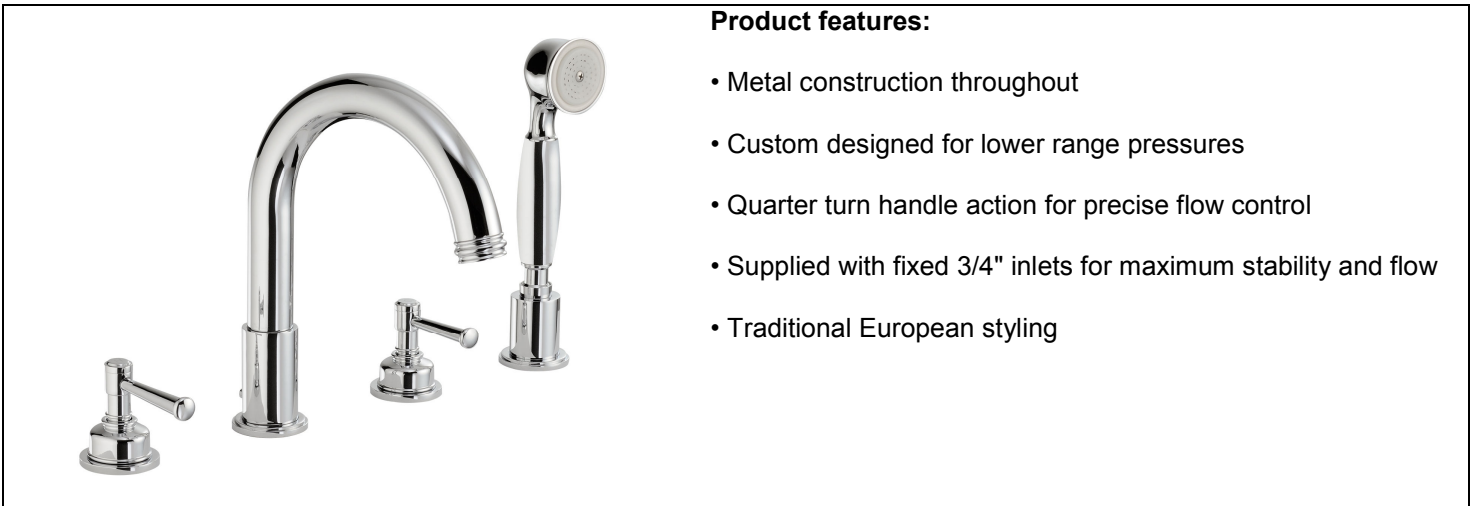 Product features:
• Metal construction throughout
• Custom designed for lower range pressures
• Quarter turn handle action for precise flow control
• Supplied with fixed 3/4" inlets for maximum stability and flow
• Traditional European styling